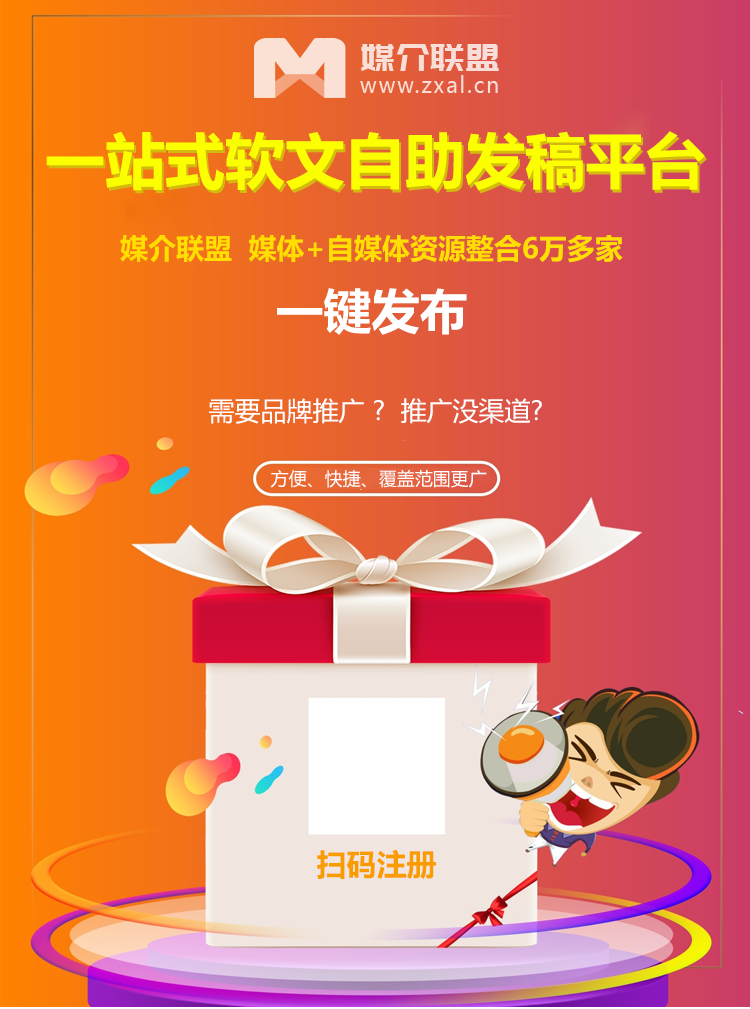 媒介联盟
www.zxal.cn
一站式软文自助发稿平台
媒介联盟 媒体+自媒体资源整合6万多家
一键发布
需要品牌推广？ 推广没渠道?
方便、快捷、覆盖范围更广
扫码注册